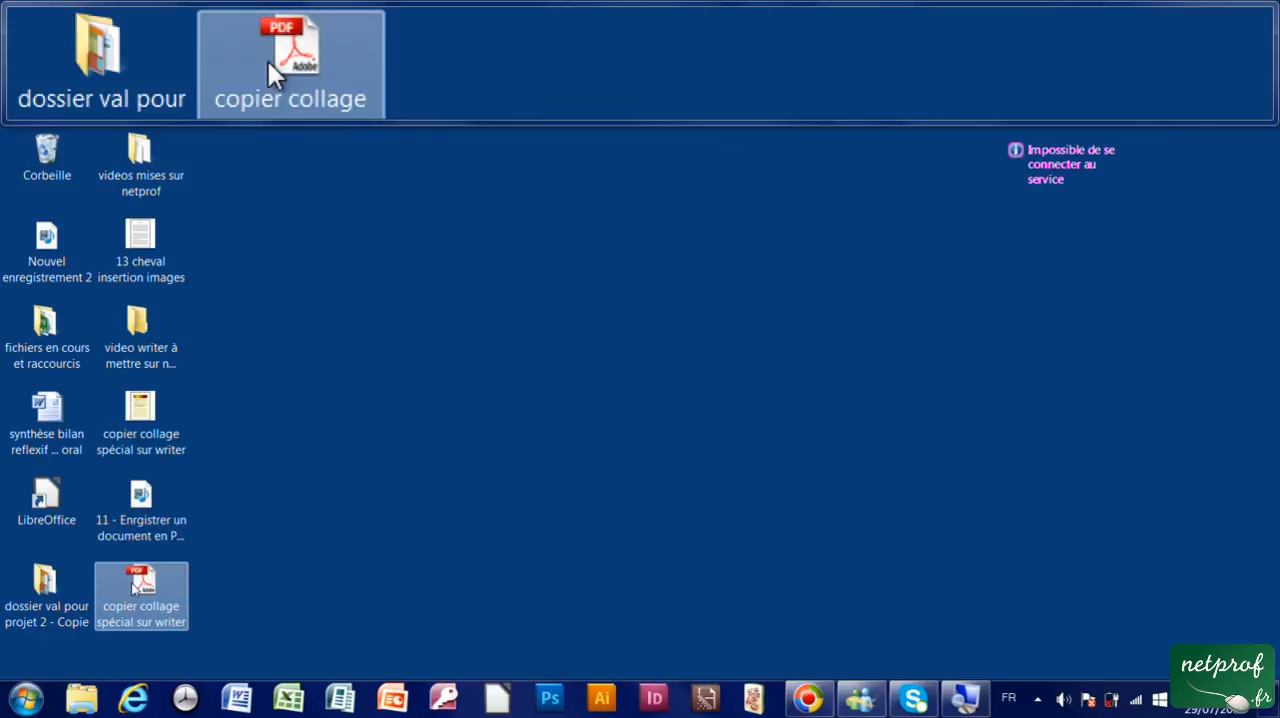 PDF
Adobe
dossier val pour
copier collage
Corbeille
videos mises sur
netprof
Impossible de se
connecter au
service
Nouvel
enregistrement 2
13 cheval
insertion images
fichiers en cours
et raccourcis
video writer à
mettre sur n...
synthèse bilan
reflexif ... oral
copier collage
spécial sur writer
LibreOffice
11 - Enrgistrer un
document en P...
dossier val pour
projet 2 - Copie
PDF
copier collage
spécial sur writer
Ps
Ai
Id
FR
netprof
.fr